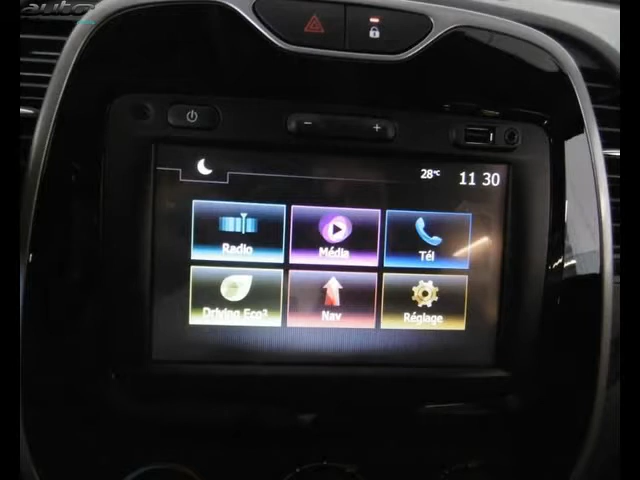 auto
28°C
11 30
Radio
Média
Tél
Driving Eco²
Nav
Réglage